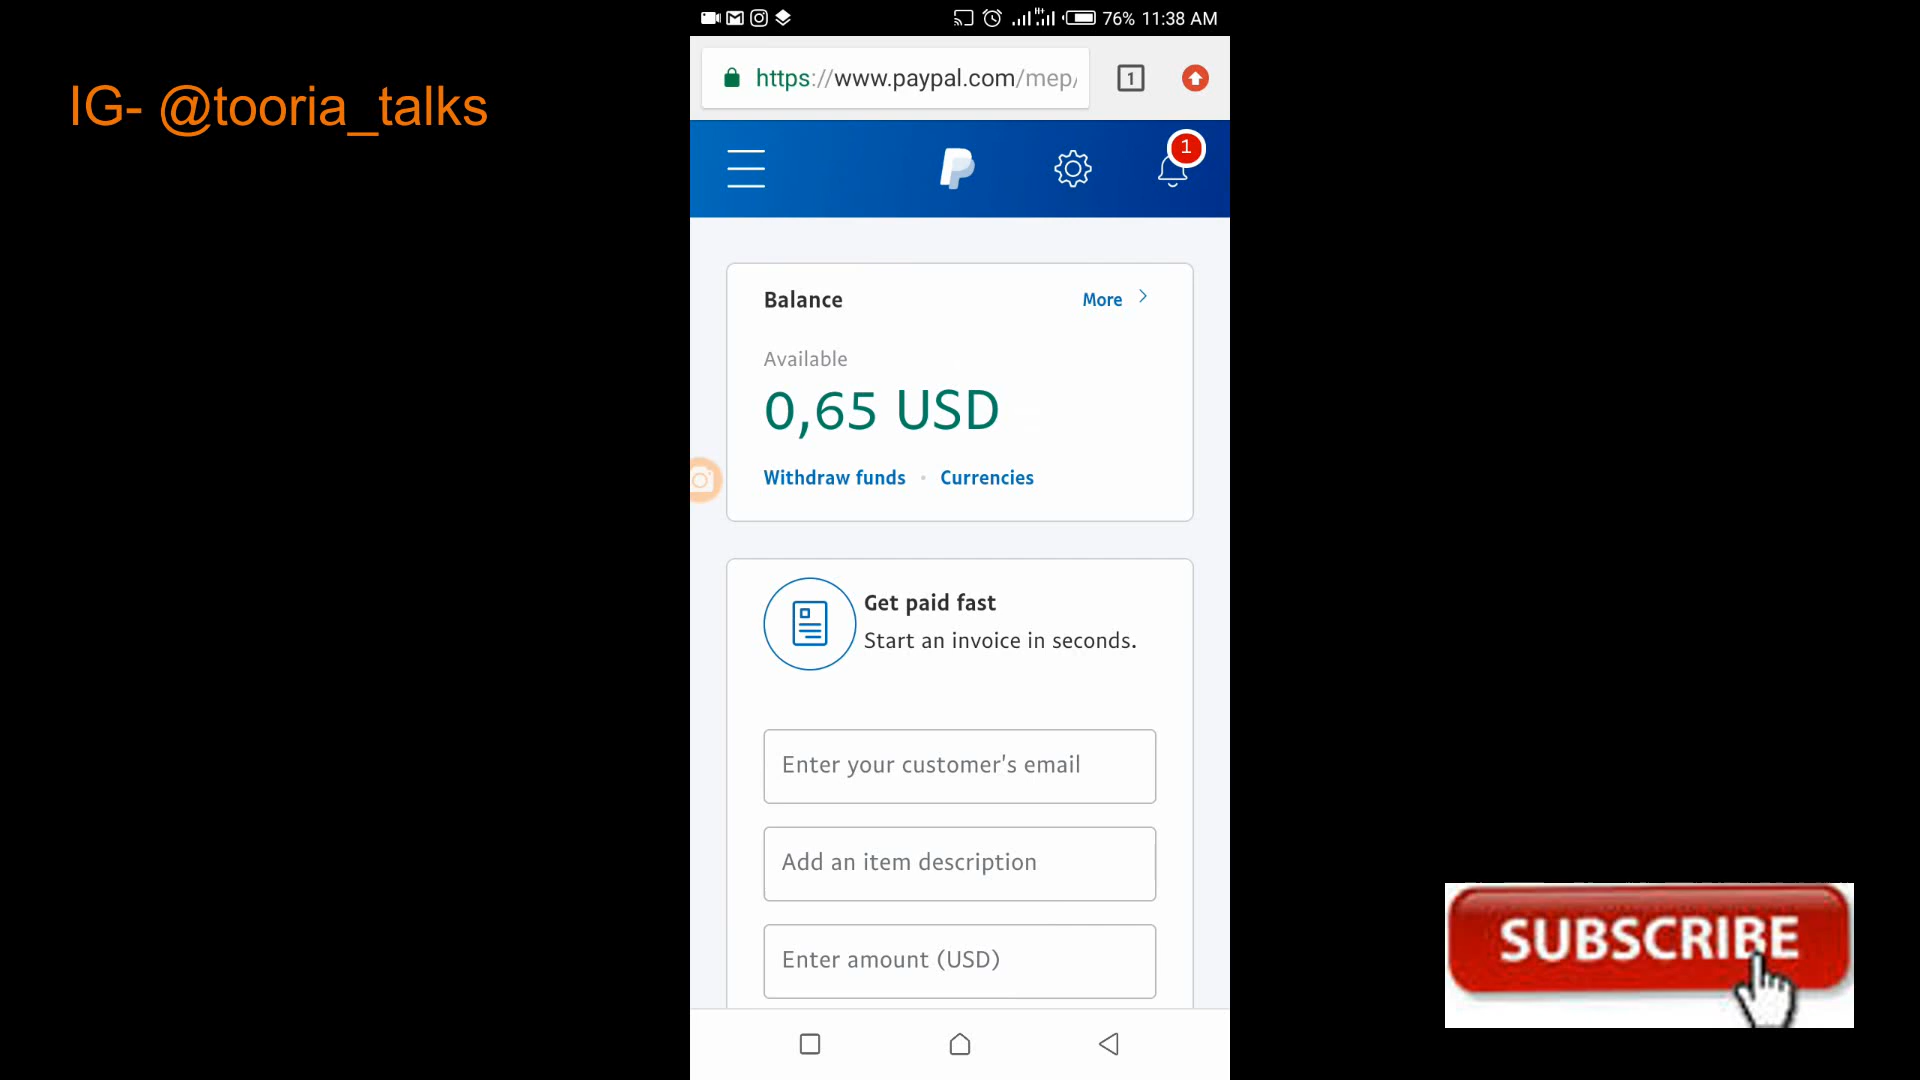 IG- @tooria_talks
H+
76% 11:38 AM
https://www.paypal.com/mep/
1
1
Balance
More
Available
0,65 USD
Withdraw funds • Currencies
Get paid fast
Start an invoice in seconds.
Enter your customer's email
Add an item description
Enter amount (USD)
SUBSCRIBE